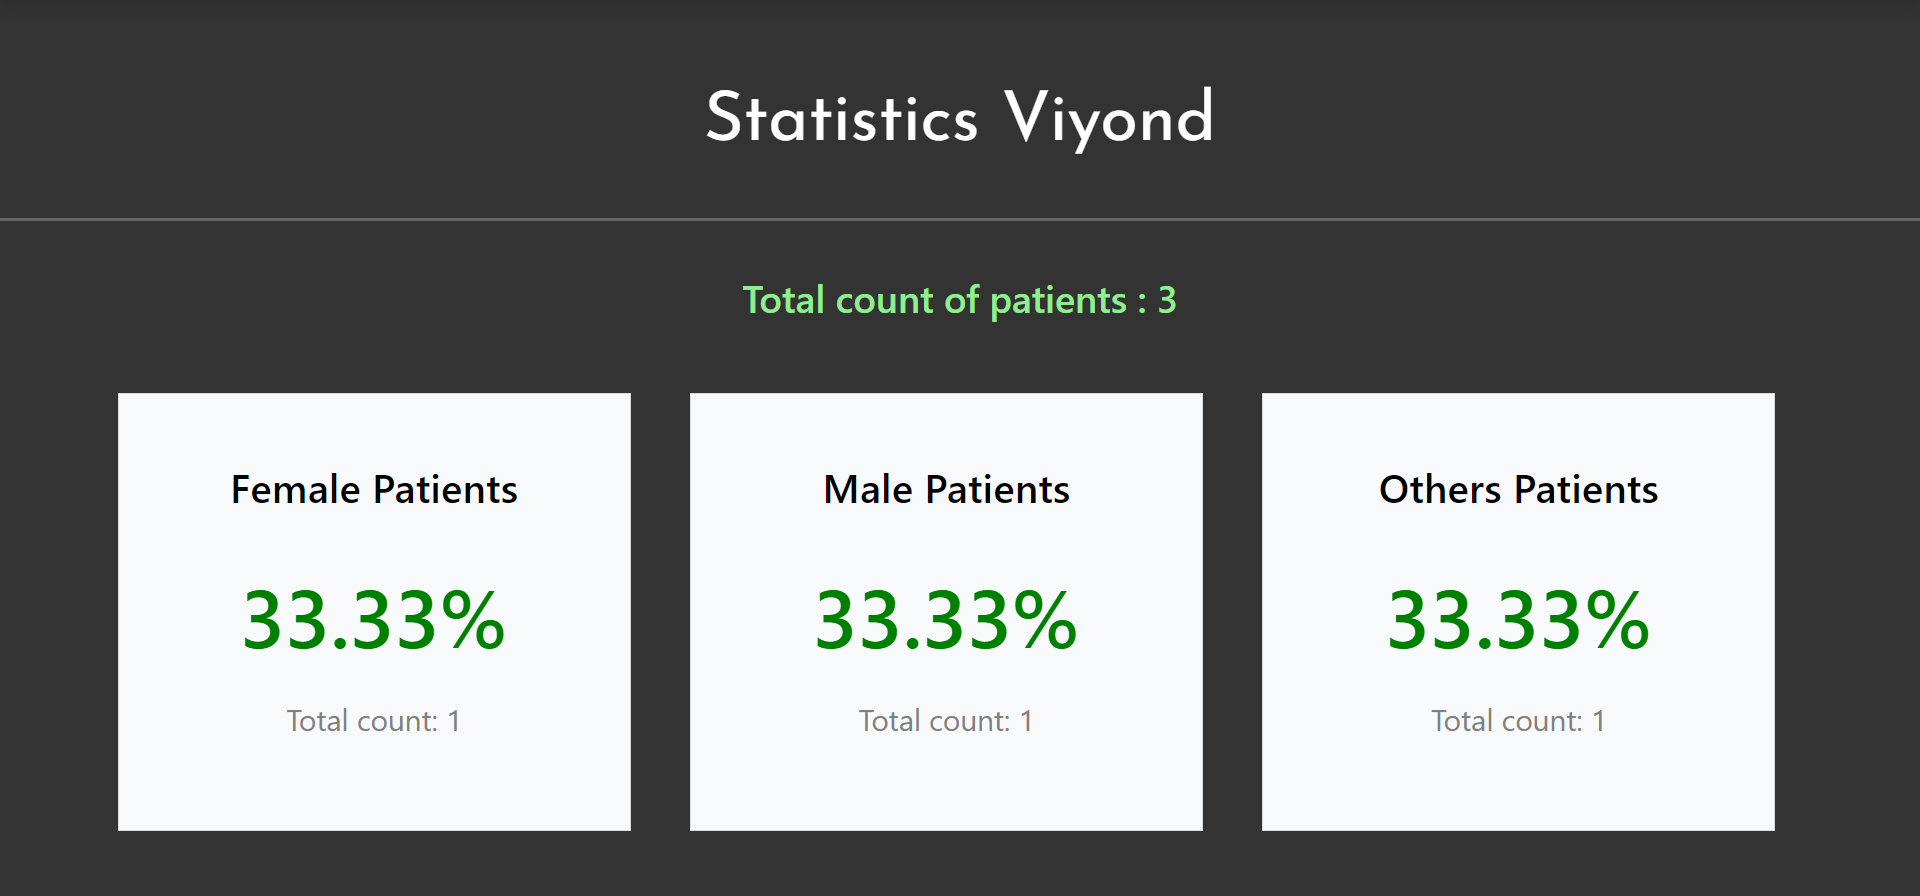 Statistics Viyond
Total count of patients : 3
Female Patients
33.33%
Total count: 1
Male Patients
33.33%
Total count: 1
Others Patients
33.33%
Total count: 1